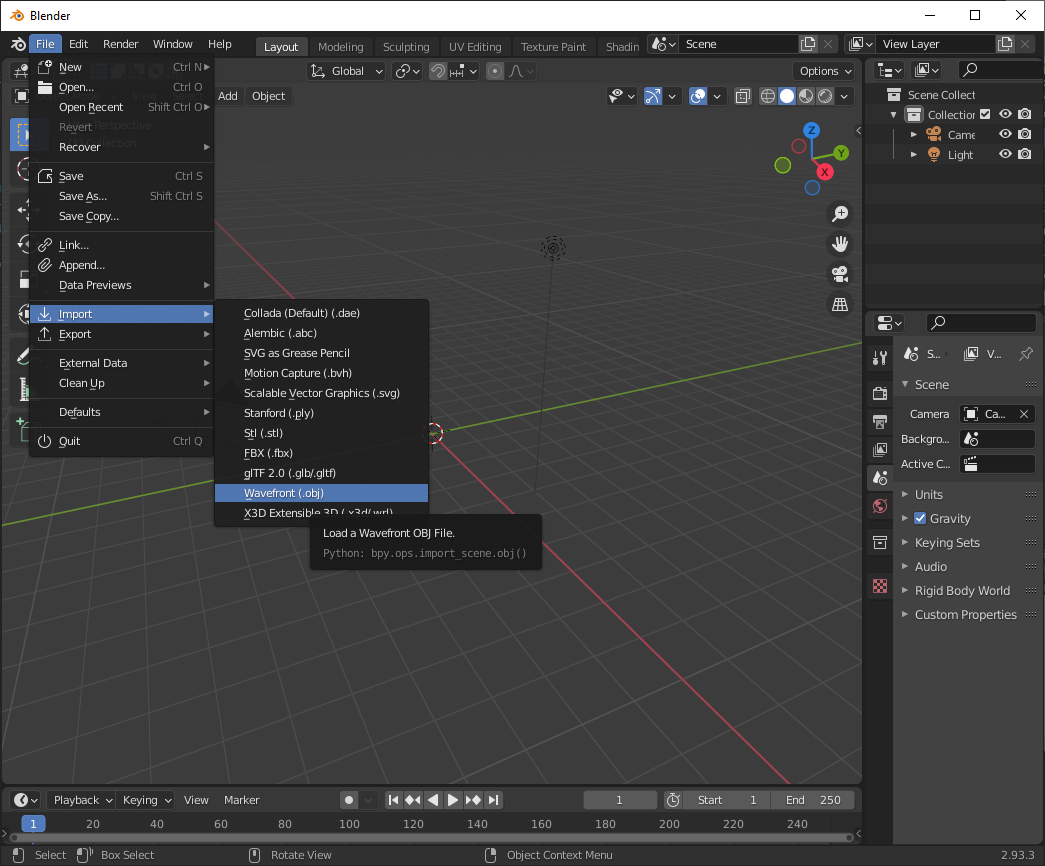 Blender
File Edit Render Window Help Layout Modeling Sculpting UV Editing Texture Paint Shadin Scene View Layer
Global Options
Add Object
New Ctrl N
Open... Ctrl O
Open Recent Shift Ctrl O
Revert
Recover
Save Ctrl S
Save As... Shift Ctrl S
Save Copy...
Link...
Append...
Data Previews
Import
Export
External Data
Clean Up
Defaults
Quit Ctrl Q
Collada (Default) (.dae)
Alembic (.abc)
SVG as Grease Pencil
Motion Capture (.bvh)
Scalable Vector Graphics (.svg)
Stanford (.ply)
Stl (.stl)
FBX (.fbx)
glTF 2.0 (.glb/.gltf)
Wavefront (.obj)
X3D Extensible 3D (.x3d/.wrl)
Load a Wavefront OBJ File.
Python: bpy.ops.import_scene.obj()
Z
Y
X
Scene Collect
Collection
Came
Light
S... V...
Scene
Camera Ca...
Backgro...
Active C...
Units
Gravity
Keying Sets
Audio
Rigid Body World
Custom Properties
Playback Keying View Marker 1 Start 1 End 250
1 20 40 60 80 100 120 140 160 180 200 220 240
Select Box Select Rotate View Object Context Menu 2.93.3